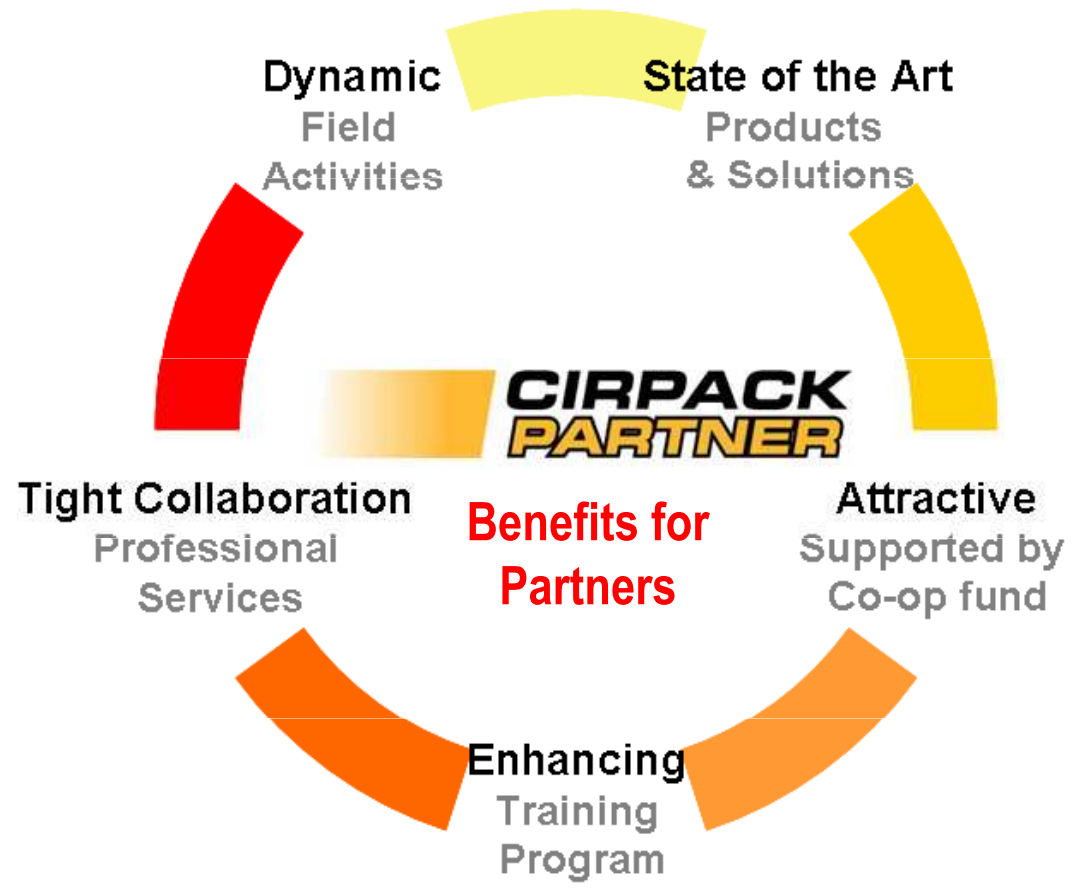 Dynamic
Field
Activities
State of the Art
Products
& Solutions
CIRPACK
PARTNER
Benefits for
Partners
Tight Collaboration
Professional
Services
Attractive
Supported by
Co-op fund
Enhancing
Training
Program